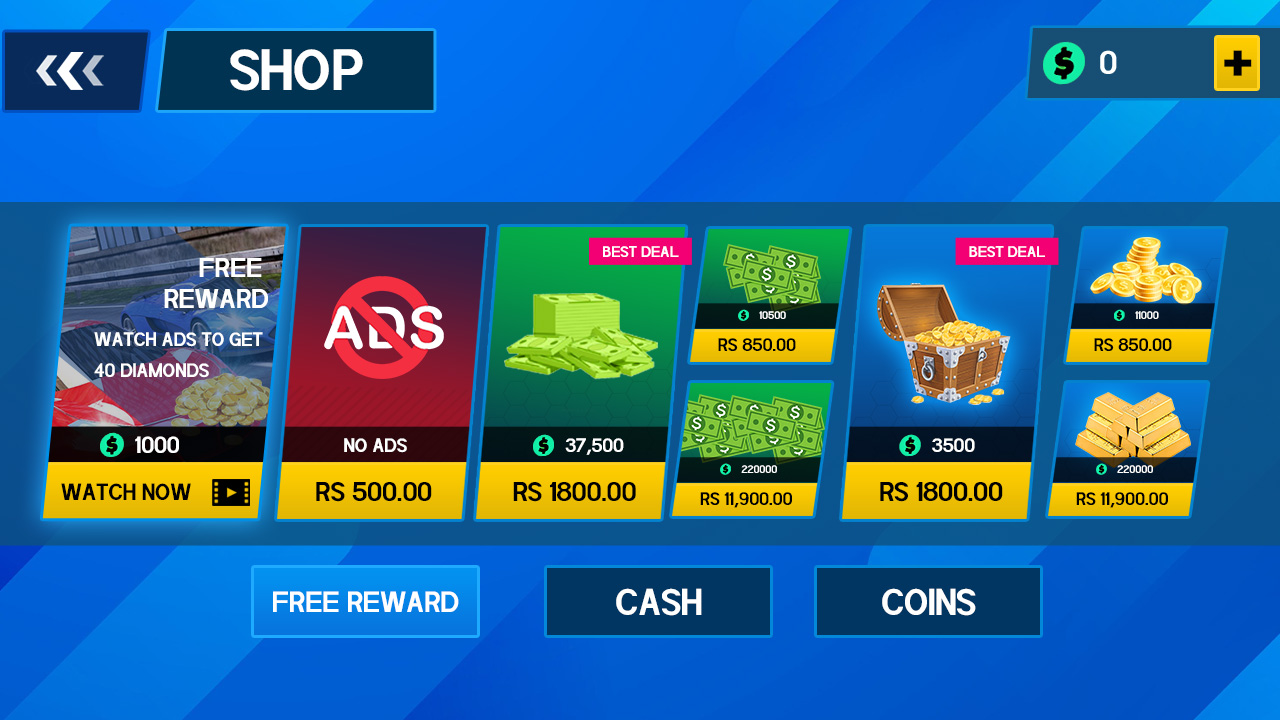 SHOP
0
FREE
REWARD
WATCH ADS TO GET
40 DIAMONDS
1000
WATCH NOW
ADS
NO ADS
RS 500.00
BEST DEAL
37,500
RS 1800.00
10500
RS 850.00
220000
RS 11,900.00
BEST DEAL
3500
RS 1800.00
11000
RS 850.00
220000
RS 11,900.00
FREE REWARD
CASH
COINS